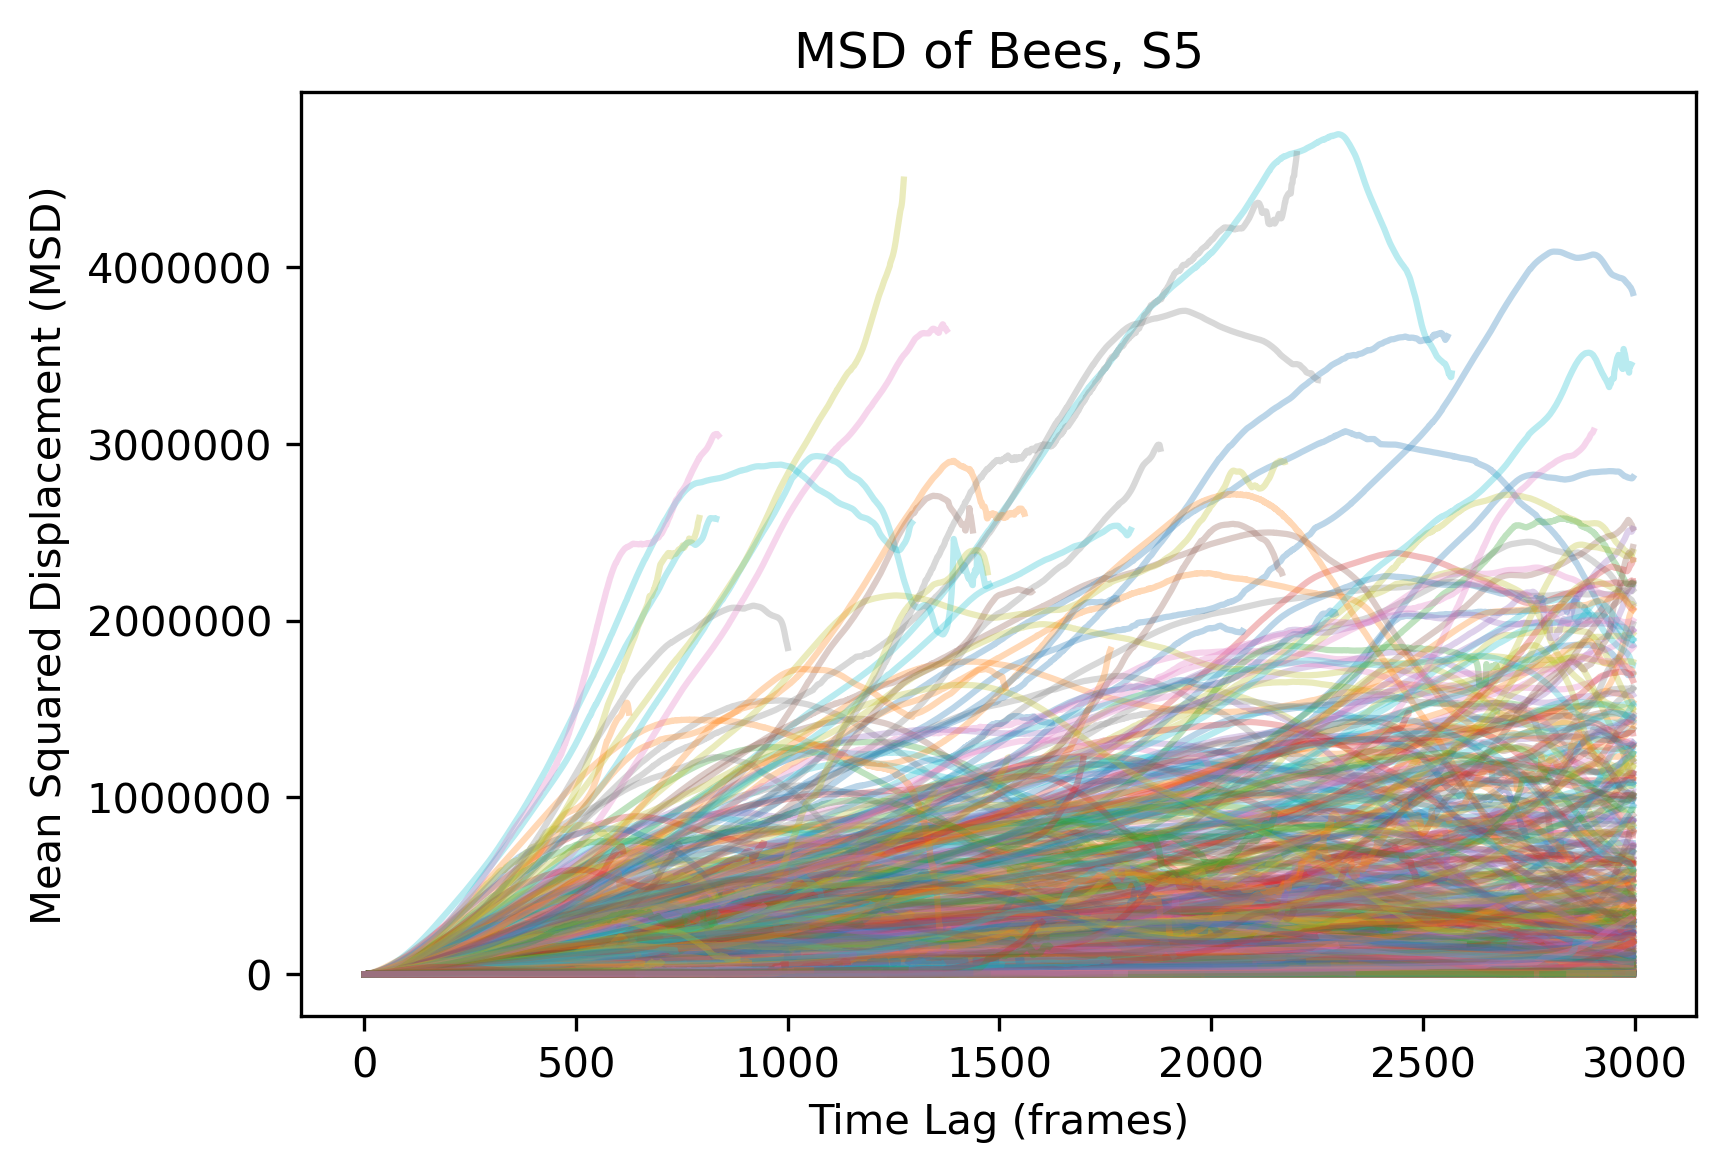 MSD of Bees, S5
Mean Squared Displacement (MSD)
4000000
3000000
2000000
1000000
0
0 500 1000 1500 2000 2500 3000
Time Lag (frames)